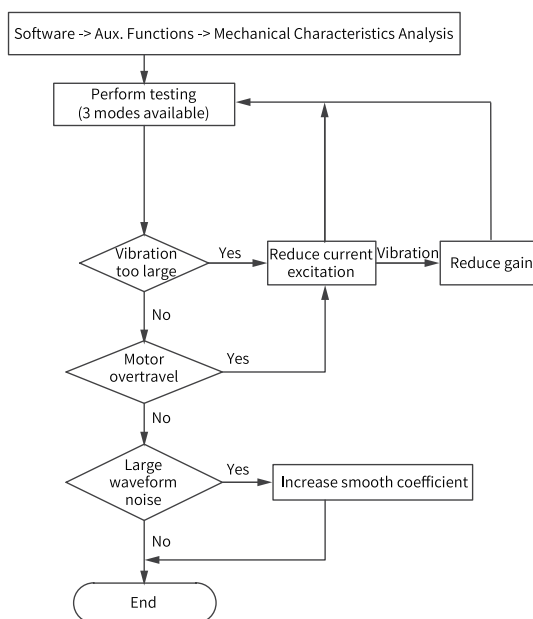 Software -> Aux. Functions -> Mechanical Characteristics Analysis
Perform testing
(3 modes available)
Vibration
too large
Yes
Reduce current
excitation
Vibration
Reduce gain
No
Motor
overtravel
Yes
No
Large
waveform
noise
Yes
Increase smooth coefficient
No
End